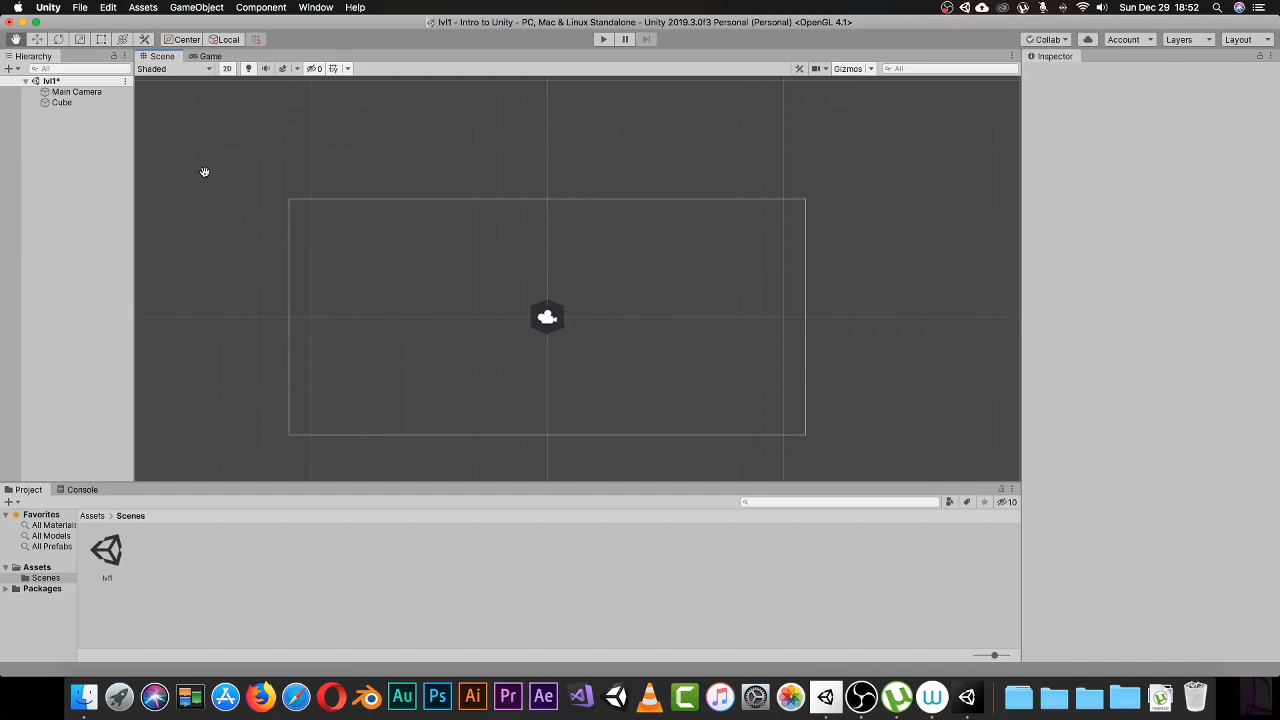 Unity File Edit Assets GameObject Component Window Help Sun Dec 29 18:52
lvl1 - Intro to Unity - PC, Mac & Linux Standalone - Unity 2019.3.0f3 Personal (Personal) <OpenGL 4.1>
Center Local Collab Account Layers Layout
Hierarchy Scene Game Inspector
All Shaded 2D 0 Gizmos All
lvl1*
Main Camera
Cube
Project Console
10
Favorites Assets > Scenes
All Materials
All Models
All Prefabs
Assets
Scenes lvl1
Packages
Au Ps Ai Pr Ae